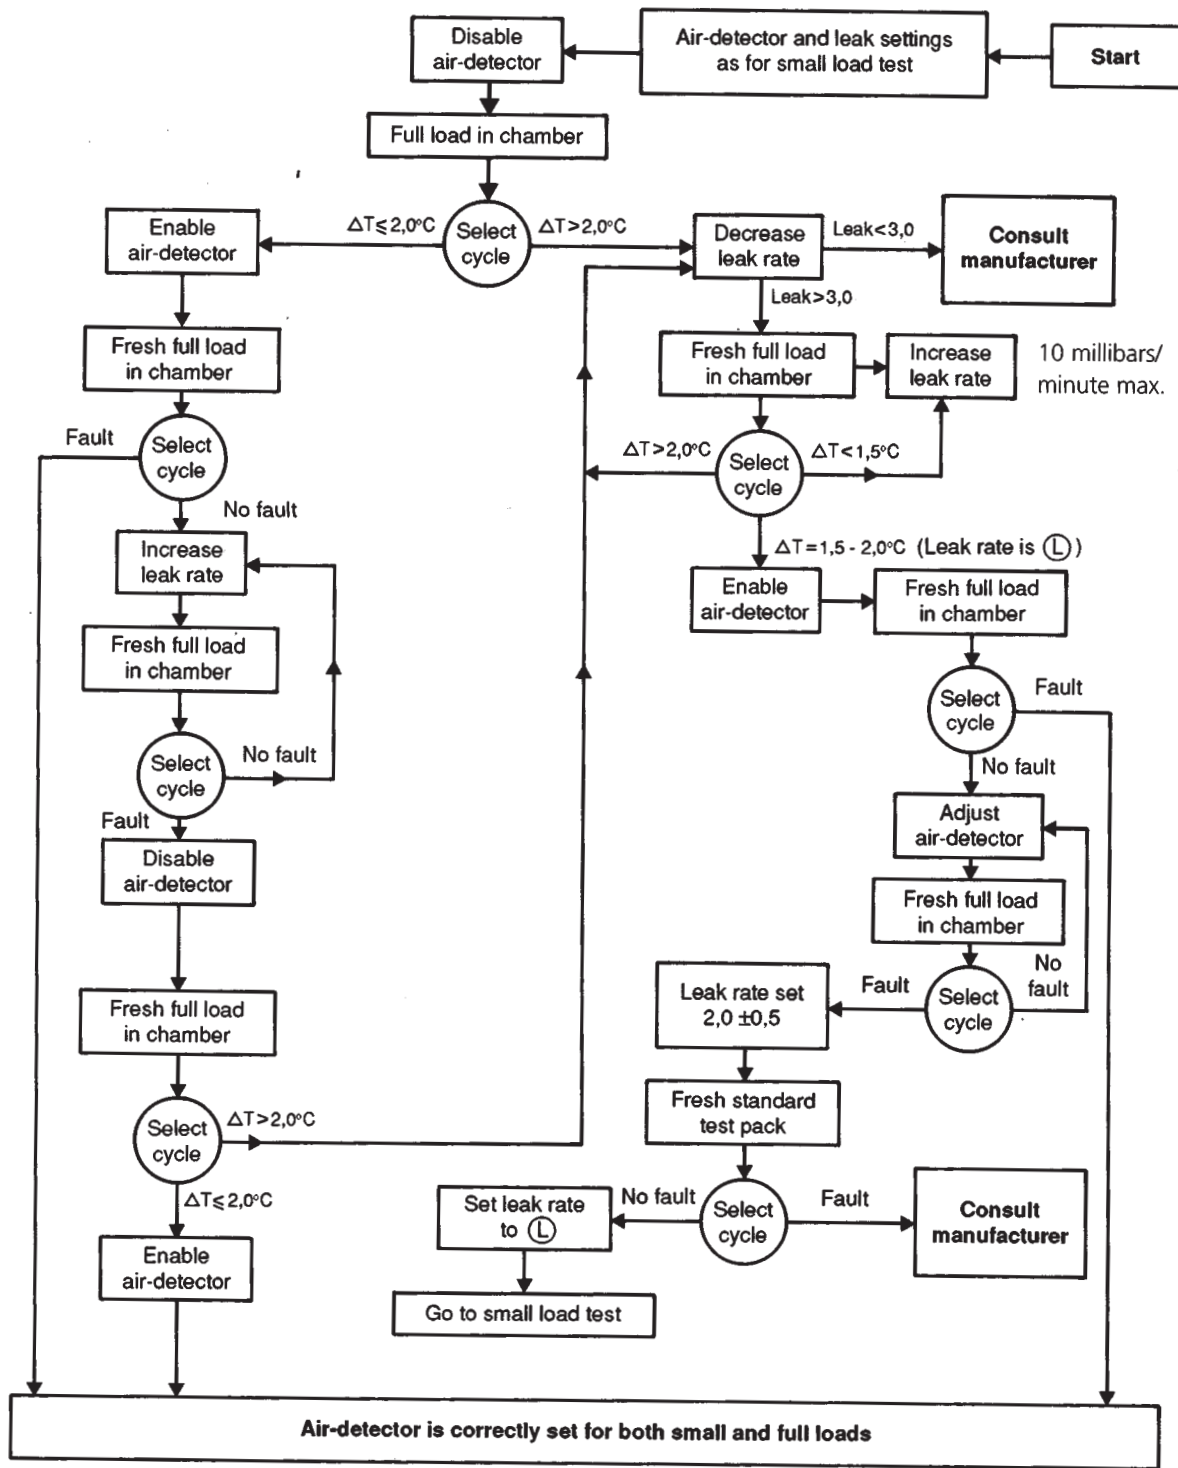 Disable
air-detector
Air-detector and leak settings
as for small load test
Start
Full load in chamber
Enable
air-detector
ΔT⩽2,0°C
Select
cycle
ΔT>2,0°C
Decrease
leak rate
Leak<3,0
Consult
manufacturer
Leak>3,0
Fresh full load
in chamber
Fresh full load
in chamber
Increase
leak rate
10 millibars/
minute max.
Fault
Select
cycle
ΔT>2,0°C
Select
cycle
ΔT<1,5°C
No fault
Increase
leak rate
ΔT=1,5 - 2,0°C (Leak rate is Ⓛ)
Enable
air-detector
Fresh full load
in chamber
Fresh full load
in chamber
Select
cycle
Fault
Select
cycle
No fault
No fault
Fault
Adjust
air-detector
Disable
air-detector
Fresh full load
in chamber
Leak rate set
2,0 ±0,5
Fault
Select
cycle
No
fault
Fresh full load
in chamber
Fresh standard
test pack
Select
cycle
ΔT>2,0°C
ΔT⩽2,0°C
Set leak rate
to Ⓛ
No fault
Select
cycle
Fault
Consult
manufacturer
Enable
air-detector
Go to small load test
Air-detector is correctly set for both small and full loads